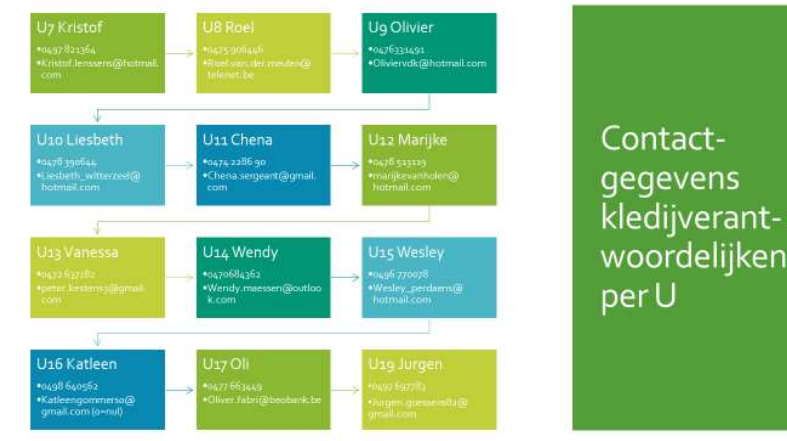 U7 Kristof
•0497 821364
•Kristof.lenssens@hotmail.
com
U8 Roel
•0475 906446
•Roel.van.der.meulen@
telenet.be
U9 Olivier
•0476331491
•Oliviervdk@hotmail.com
U10 Liesbeth
•0478 390644
•Liesbeth_witterzeel@
hotmail.com
U11 Chena
•0474 2286 90
•Chena.sergeant@gmail.
com
U12 Marijke
•0478 513119
•marijkevanholen@
hotmail.com
U13 Vanessa
•0472 637182
•peter.kestens3@gmail.
com
U14 Wendy
•0470684362
•Wendy.maessen@outloo
k.com
U15 Wesley
•0496 770078
•Wesley_perdaens@
hotmail.com
U16 Katleen
•0498 640562
•Katleengommers0@
gmail.com (0=nul)
U17 Oli
•0477 663449
•Oliver.fabri@beobank.be
U19 Jurgen
•0492 697783
•Jurgen.goessens82@
gmail.com
Contact-
gegevens
kledijverant-
woordelijken
per U